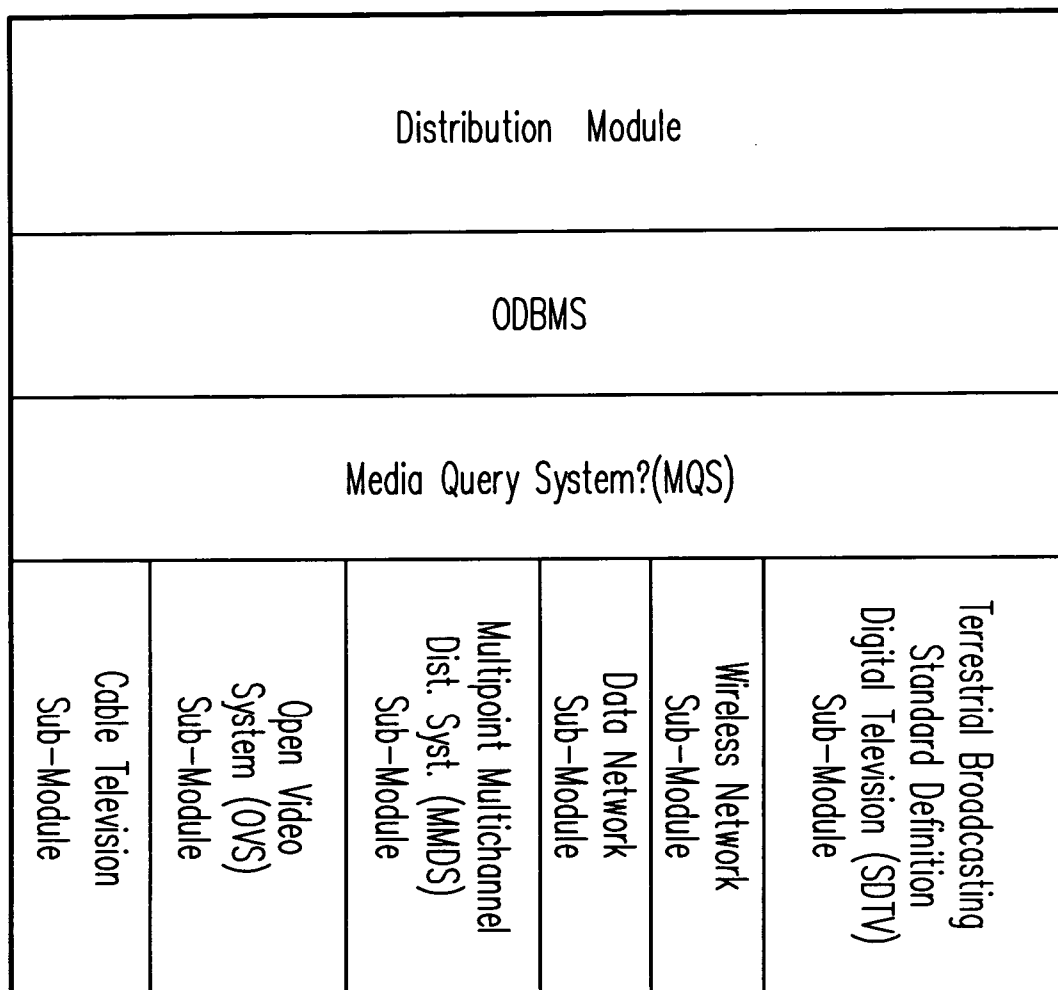 Distribution Module
ODBMS
Media Query System?(MQS)
Cable Television
Sub-Module
Open Video
System (OVS)
Sub-Module
Multipoint Multichannel
Dist. Syst. (MMDS)
Sub-Module
Data Network
Sub-Module
Wireless Network
Sub-Module
Terrestrial Broadcasting
Standard Definition
Digital Television (SDTV)
Sub-Module